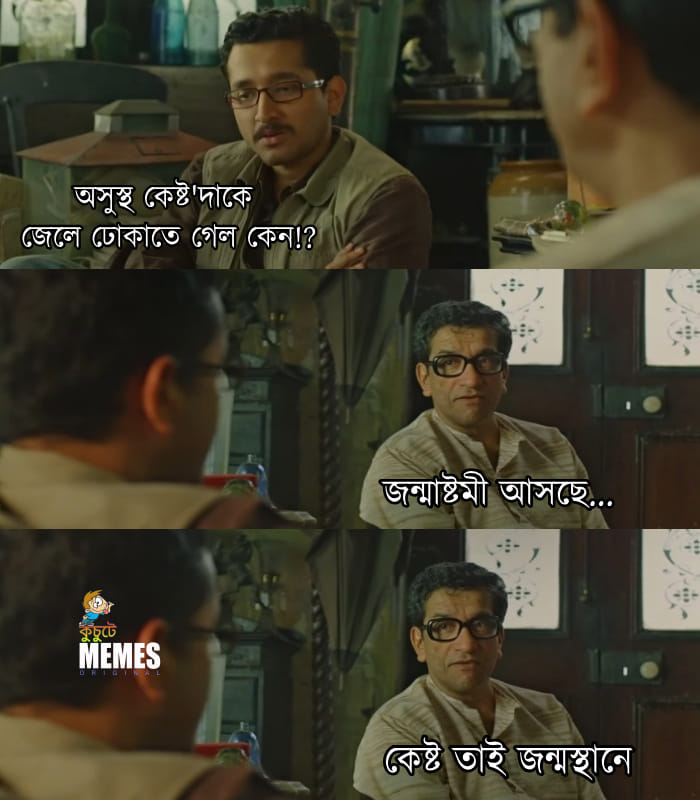 অসুস্থ কেষ্ট'দাকে
জেলে ঢোকাতে গেল কেন!?
জন্মাষ্টমী আসছে...
কুচুটে
MEMES
ORIGINAL
কেষ্ট তাই জন্মস্থানে